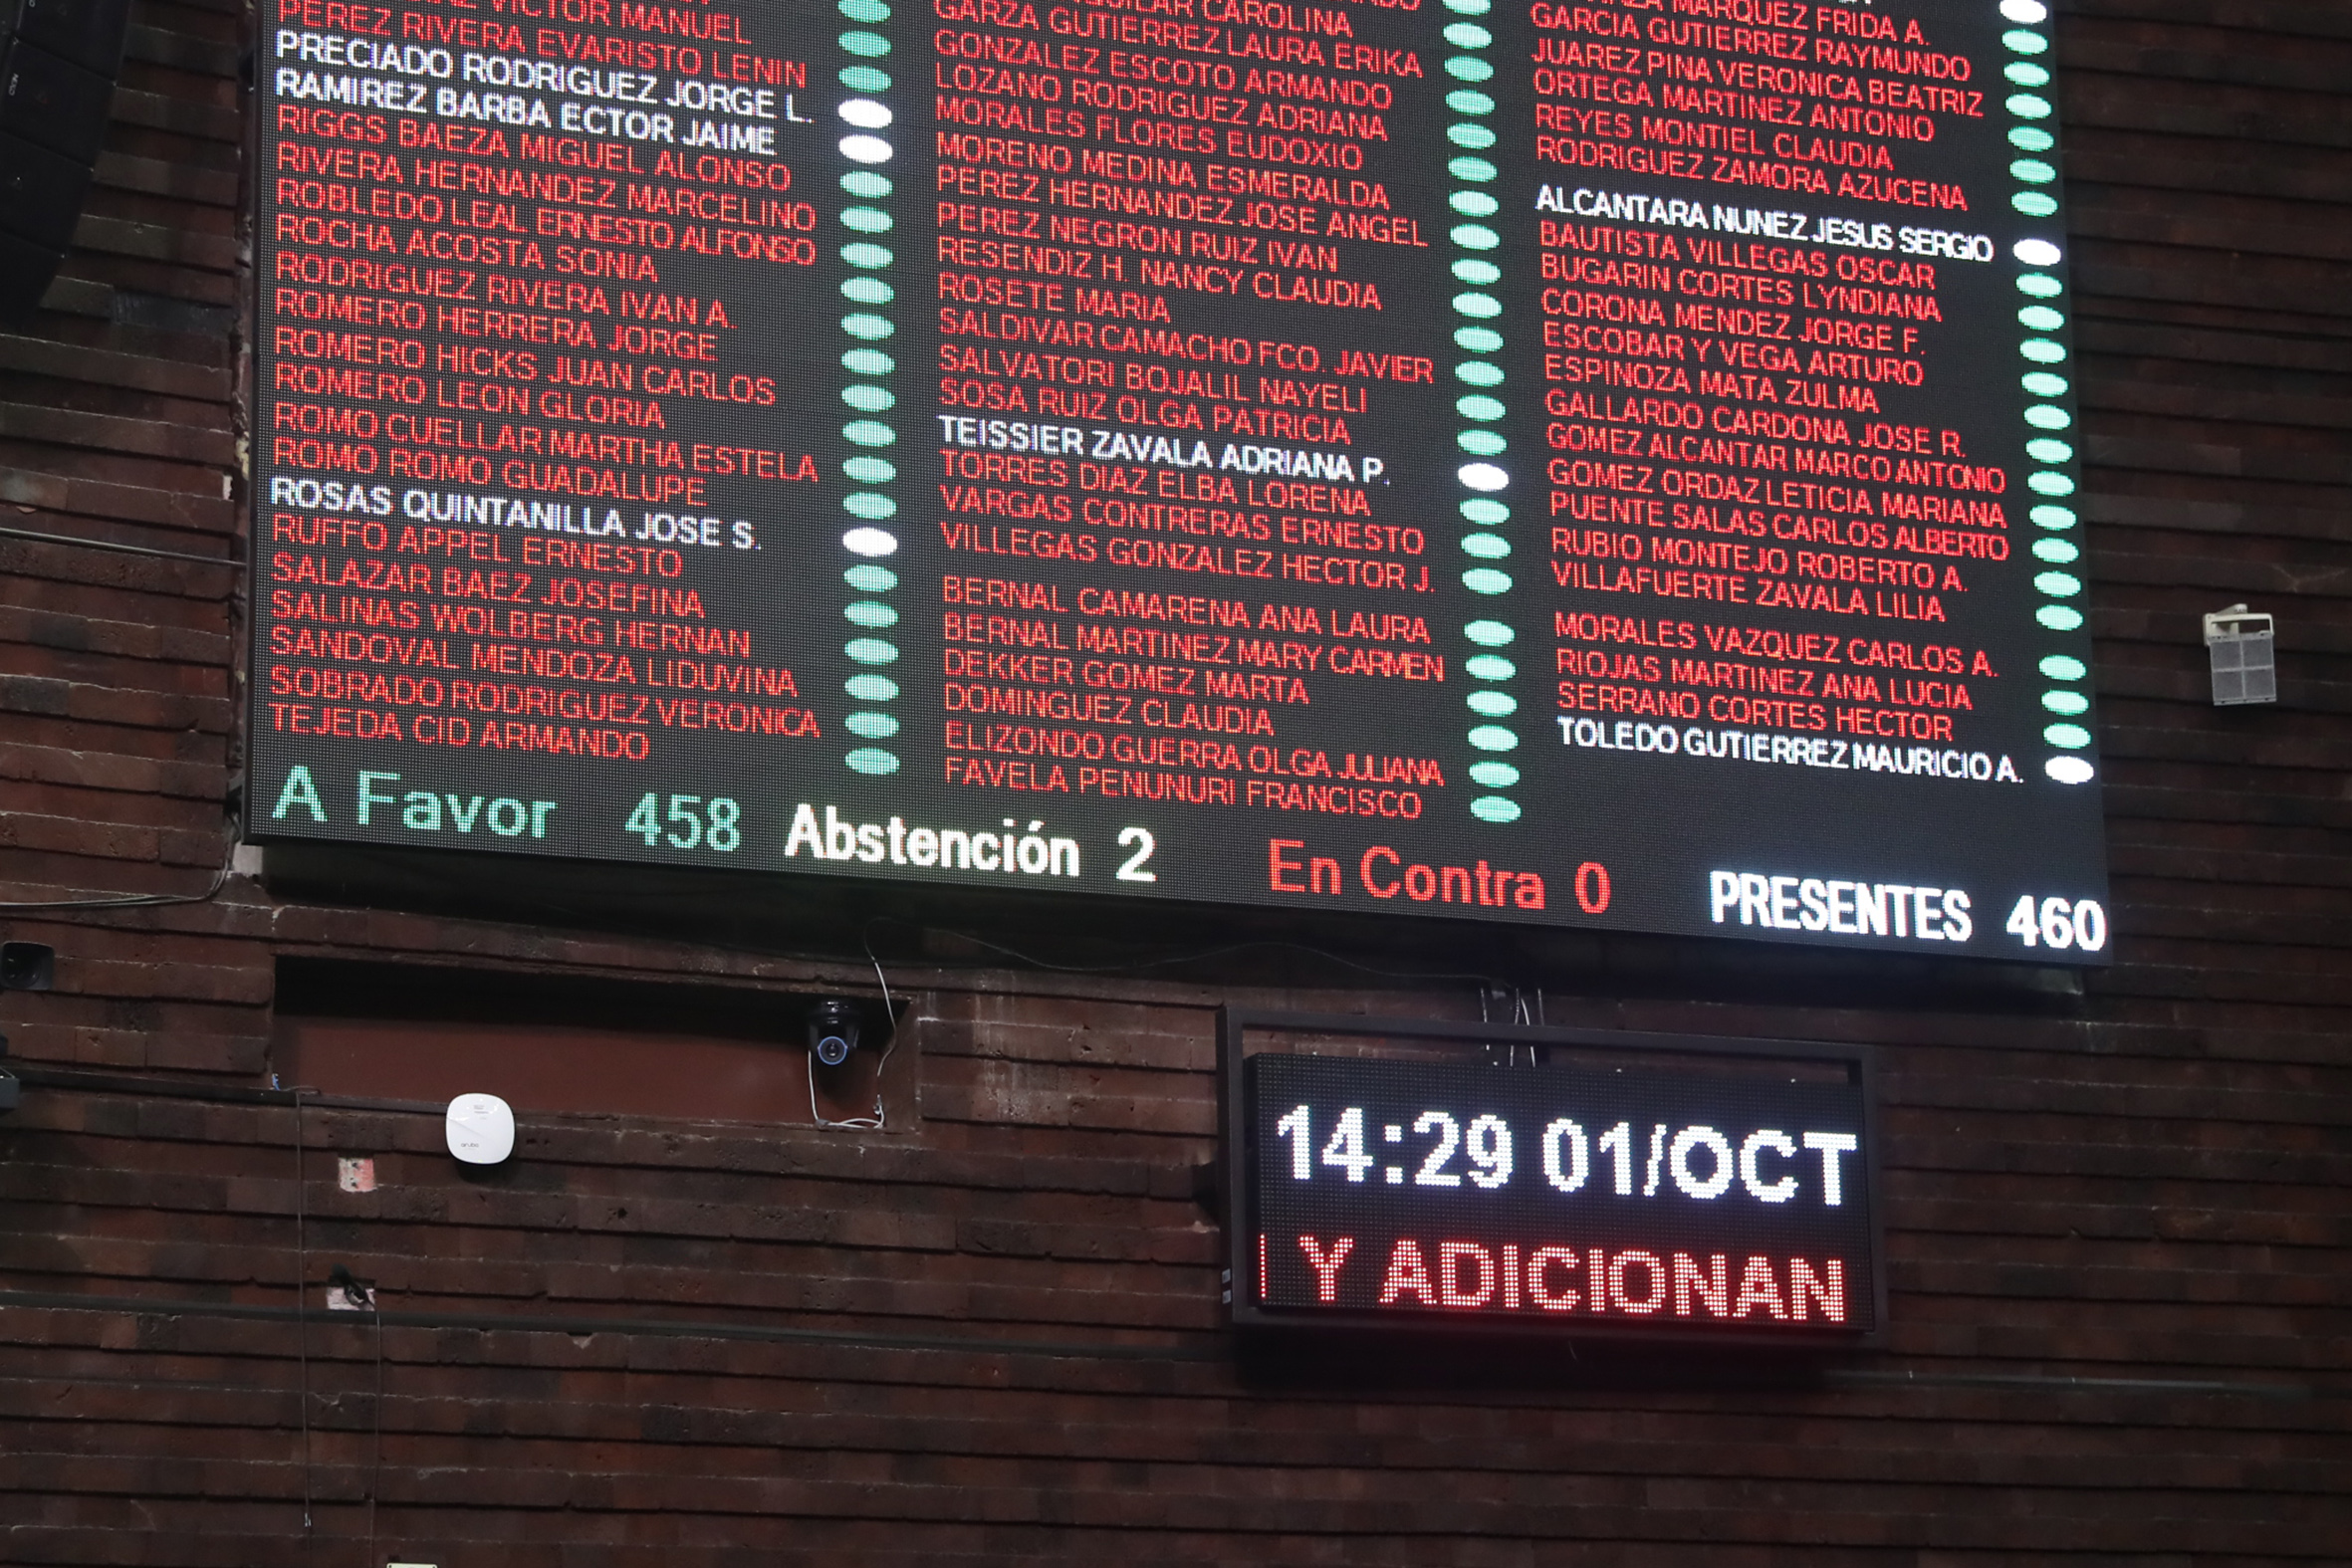 VICTOR MANUEL
PEREZ RIVERA EVARISTO LENIN
PRECIADO RODRIGUEZ JORGE L.
RAMIREZ BARBA ECTOR JAIME
RIGGS BAEZA MIGUEL ALONSO
RIVERA HERNANDEZ MARCELINO
ROBLEDO LEAL ERNESTO ALFONSO
ROCHA ACOSTA SONIA
RODRIGUEZ RIVERA IVAN A.
ROMERO HERRERA JORGE
ROMERO HICKS JUAN CARLOS
ROMERO LEON GLORIA
ROMO CUELLAR MARTHA ESTELA
ROMO ROMO GUADALUPE
ROSAS QUINTANILLA JOSE S.
RUFFO APPEL ERNESTO
SALAZAR BAEZ JOSEFINA
SALINAS WOLBERG HERNAN
SANDOVAL MENDOZA LIDUVINA
SOBRADO RODRIGUEZ VERONICA
TEJEDA CID ARMANDO
CAROLINA
GARZA GUTIERREZ LAURA ERIKA
GONZALEZ ESCOTO ARMANDO
LOZANO RODRIGUEZ ADRIANA
MORALES FLORES EUDOXIO
MORENO MEDINA ESMERALDA
PEREZ HERNANDEZ JOSE ANGEL
PEREZ NEGRON RUIZ IVAN
RESENDIZ H. NANCY CLAUDIA
ROSETE MARIA
SALDIVAR CAMACHO FCO. JAVIER
SALVATORI BOJALIL NAYELI
SOSA RUIZ OLGA PATRICIA
TEISSIER ZAVALA ADRIANA P.
TORRES DIAZ ELBA LORENA
VARGAS CONTRERAS ERNESTO
VILLEGAS GONZALEZ HECTOR J.
BERNAL CAMARENA ANA LAURA
BERNAL MARTINEZ MARY CARMEN
DEKKER GOMEZ MARTA
DOMINGUEZ CLAUDIA
ELIZONDO GUERRA OLGA JULIANA
FAVELA PENUNURI FRANCISCO
MARQUEZ FRIDA A.
GARCIA GUTIERREZ RAYMUNDO
JUAREZ PINA VERONICA BEATRIZ
ORTEGA MARTINEZ ANTONIO
REYES MONTIEL CLAUDIA
RODRIGUEZ ZAMORA AZUCENA
ALCANTARA NUNEZ JESUS SERGIO
BAUTISTA VILLEGAS OSCAR
BUGARIN CORTES LYNDIANA
CORONA MENDEZ JORGE F.
ESCOBAR Y VEGA ARTURO
ESPINOZA MATA ZULMA
GALLARDO CARDONA JOSE R.
GOMEZ ALCANTAR MARCO ANTONIO
GOMEZ ORDAZ LETICIA MARIANA
PUENTE SALAS CARLOS ALBERTO
RUBIO MONTEJO ROBERTO A.
VILLAFUERTE ZAVALA LILIA
MORALES VAZQUEZ CARLOS A.
RIOJAS MARTINEZ ANA LUCIA
SERRANO CORTES HECTOR
TOLEDO GUTIERREZ MAURICIO A.
A Favor 458 Abstención 2 En Contra 0 PRESENTES 460
14:29 01/OCT
Y ADICIONAN